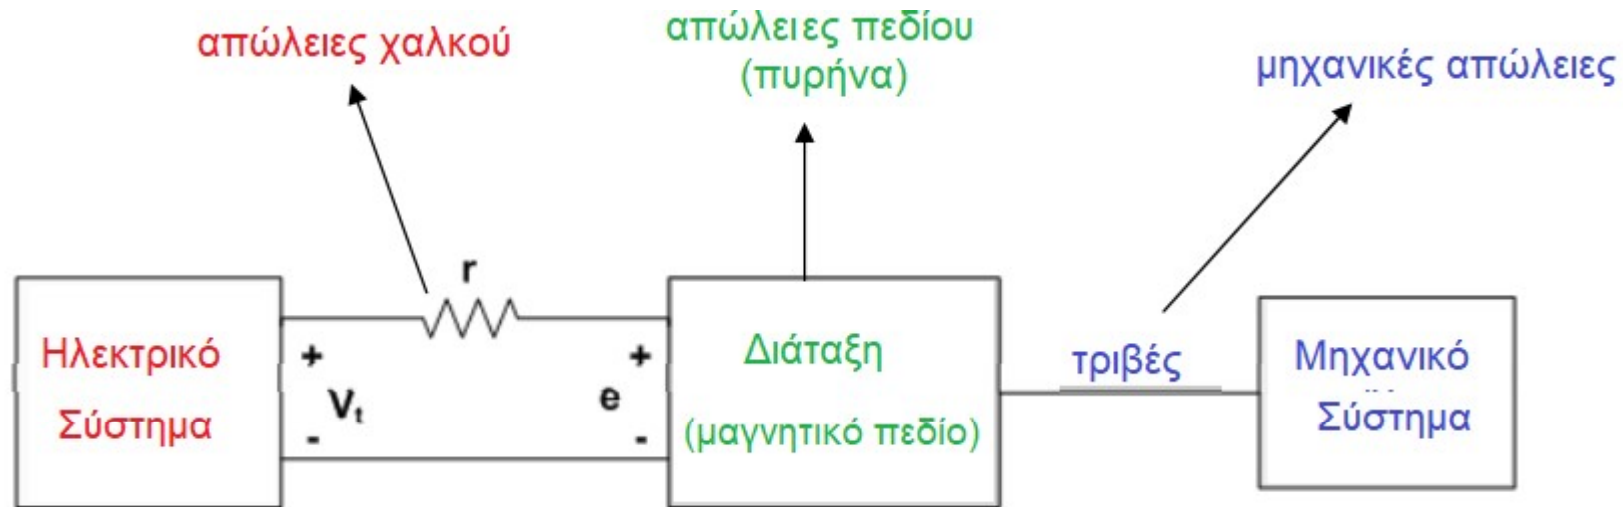 απώλειες χαλκού
απώλειες πεδίου
(πυρήνα)
μηχανικές απώλειες
r
Ηλεκτρικό
Σύστημα
+
Vt
-
+
e
-
Διάταξη
(μαγνητικό πεδίο)
τριβές
Μηχανικό
Σύστημα